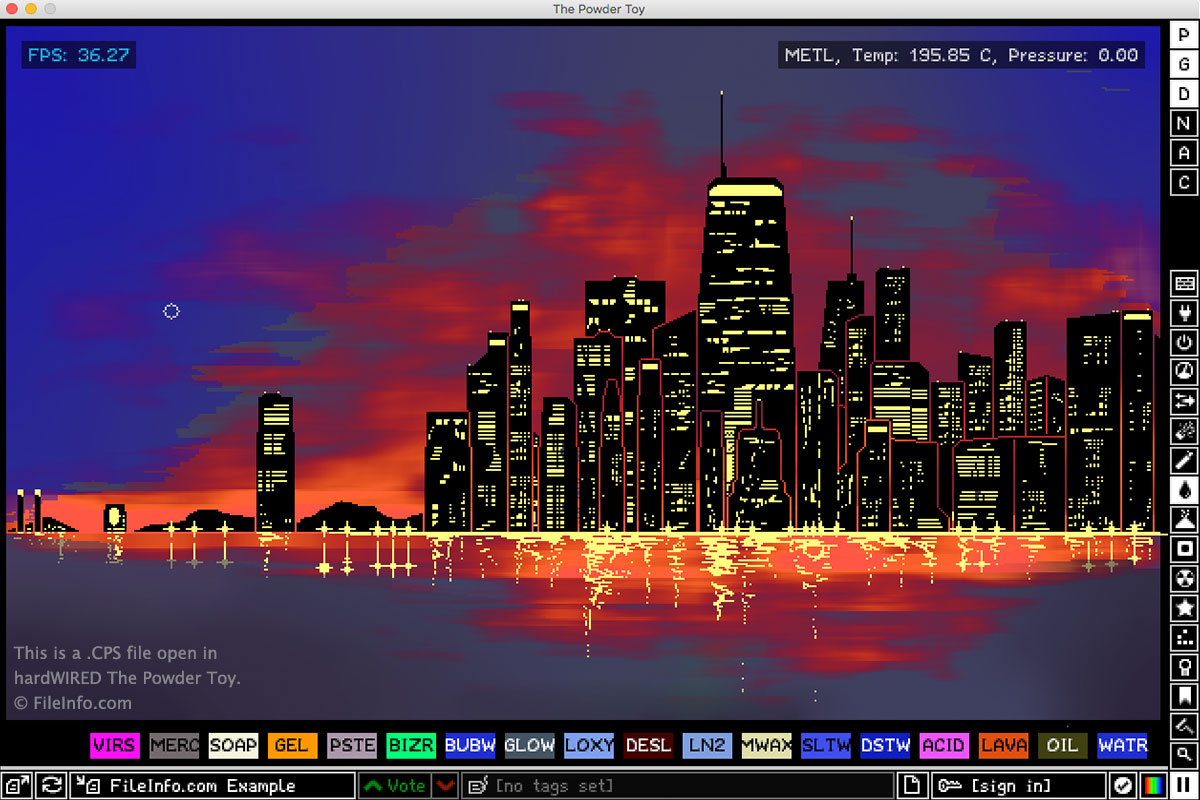 The Powder Toy
FPS: 36.27
METL, Temp: 195.85 C, Pressure: 0.00
P
G
D
N
A
C
This is a .CPS file open in
hardWIRED The Powder Toy.
© FileInfo.com
VIRS MERC SOAP GEL PSTE BIZR BUBW GLOW LOXY DESL LN2 MWAX SLTW DSTW ACID LAVA OIL WATR
FileInfo.com Example Vote [no tags set] [sign in]